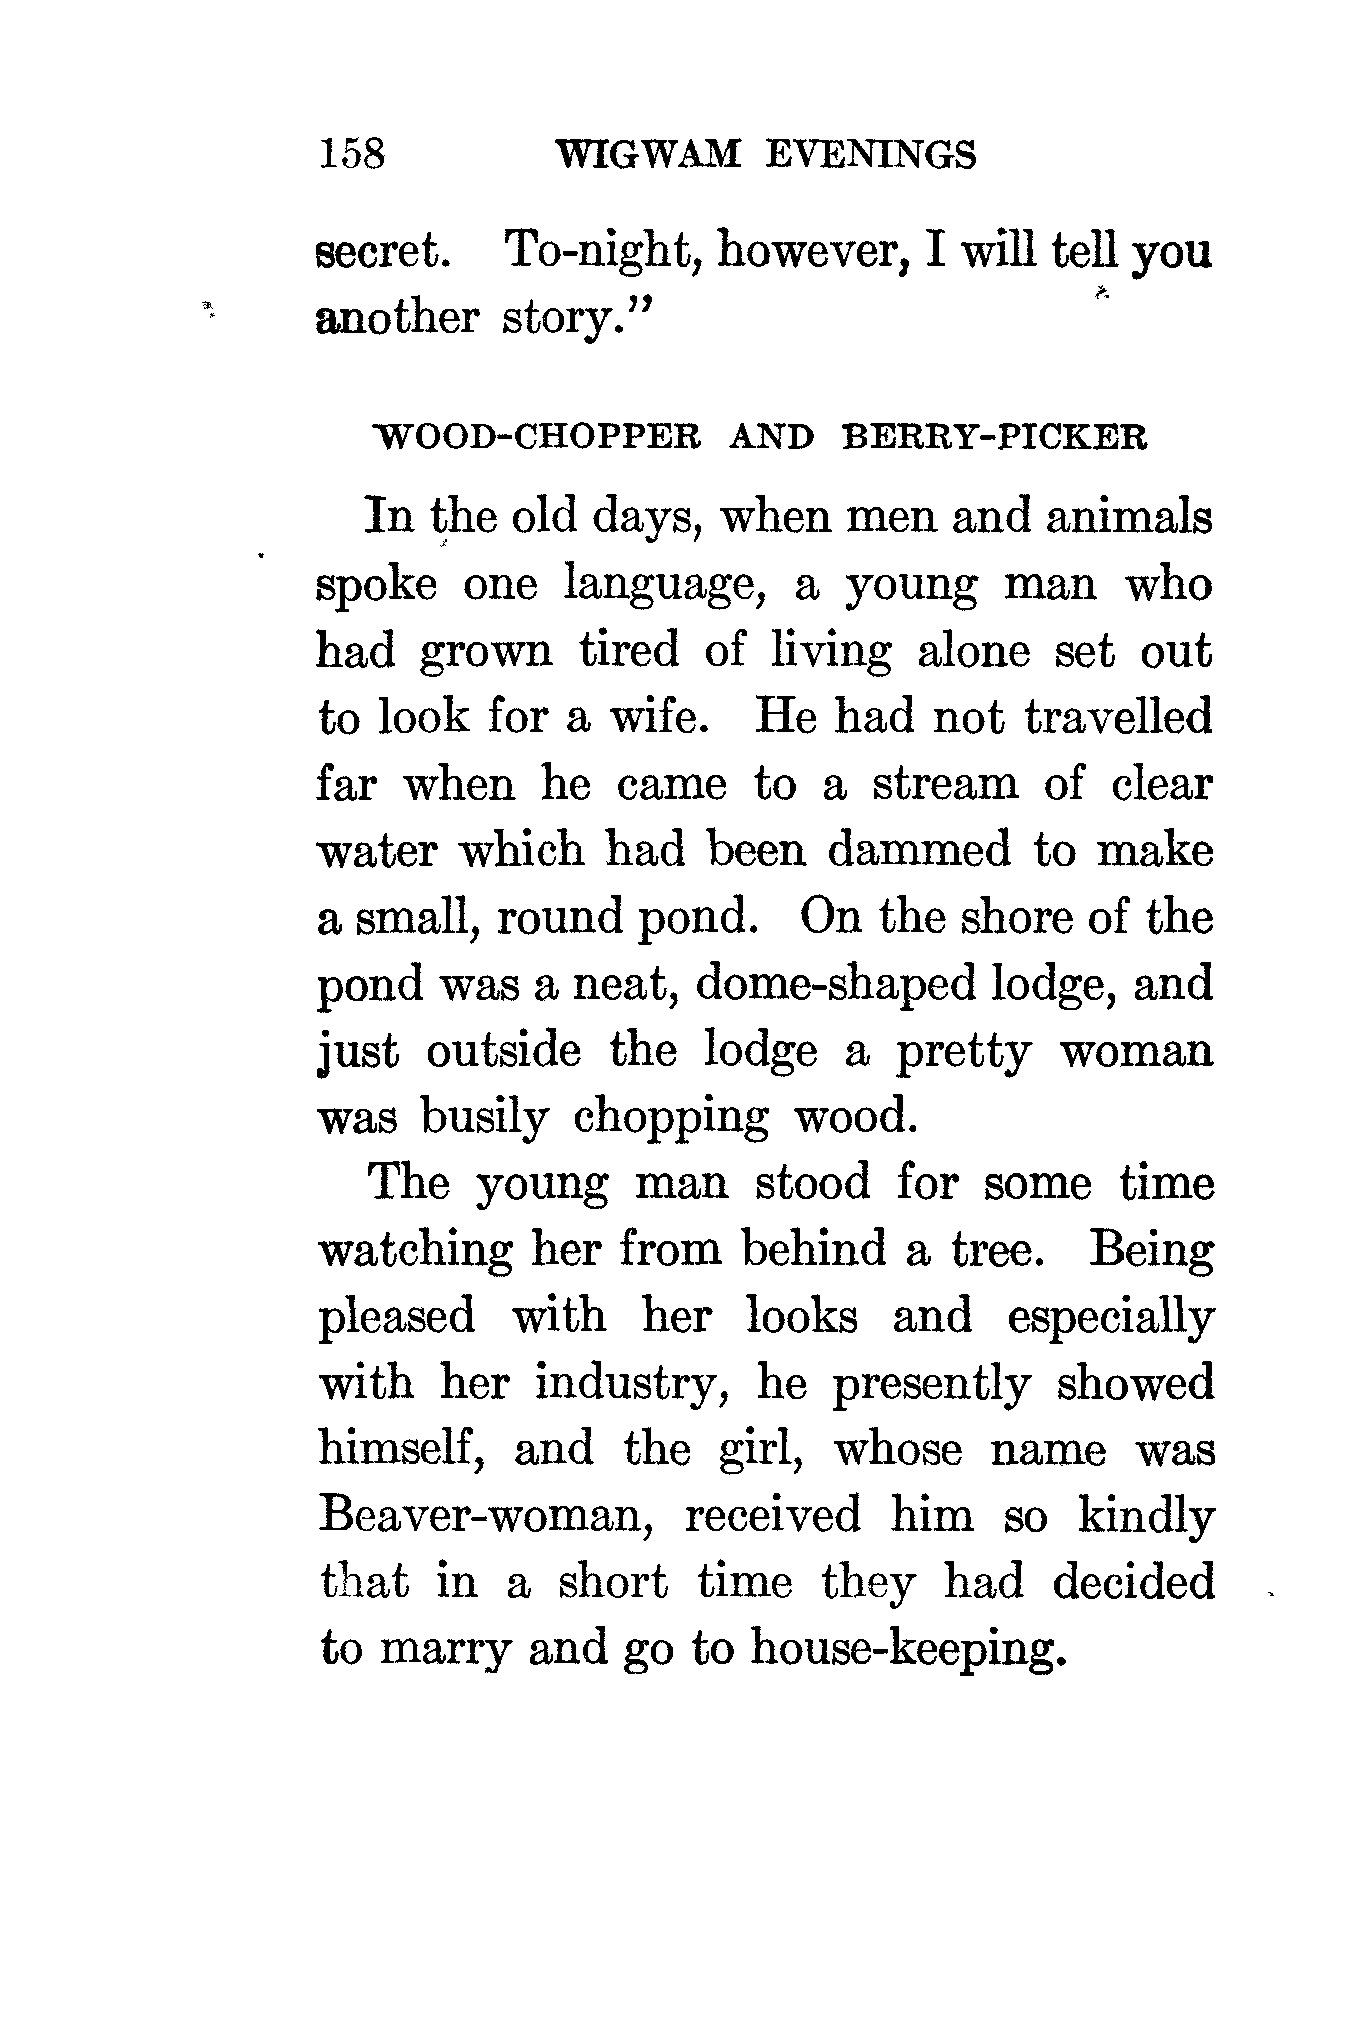 158 WIGWAM EVENINGS
secret. To-night, however, I will tell you
another story."
WOOD-CHOPPER AND BERRY-PICKER
In the old days, when men and animals
spoke one language, a young man who
had grown tired of living alone set out
to look for a wife. He had not travelled
far when he came to a stream of clear
water which had been dammed to make
a small, round pond. On the shore of the
pond was a neat, dome-shaped lodge, and
just outside the lodge a pretty woman
was busily chopping wood.
The young man stood for some time
watching her from behind a tree. Being
pleased with her looks and especially
with her industry, he presently showed
himself, and the girl, whose name was
Beaver-woman, received him so kindly
that in a short time they had decided
to marry and go to house-keeping.